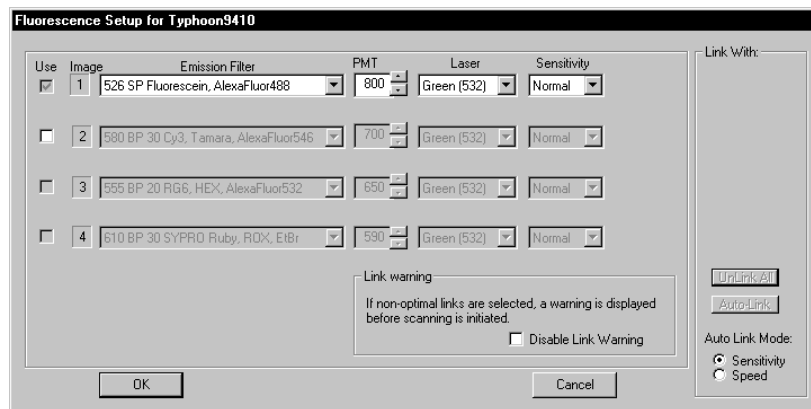 Fluorescence Setup for Typhoon9410
Use Image Emission Filter PMT Laser Sensitivity
1 526 SP Fluorescein, AlexaFluor488 800 Green (532) Normal
2 580 BP 30 Cy3, Tamara, AlexaFluor546 700 Green (532) Normal
3 555 BP 20 RG6, HEX, AlexaFluor532 650 Green (532) Normal
4 610 BP 30 SYPRO Ruby, ROX, EtBr 590 Green (532) Normal
Link warning
If non-optimal links are selected, a warning is displayed
before scanning is initiated.
Disable Link Warning
OK
Cancel
Link With:
UnLink All
Auto-Link
Auto Link Mode:
Sensitivity
Speed